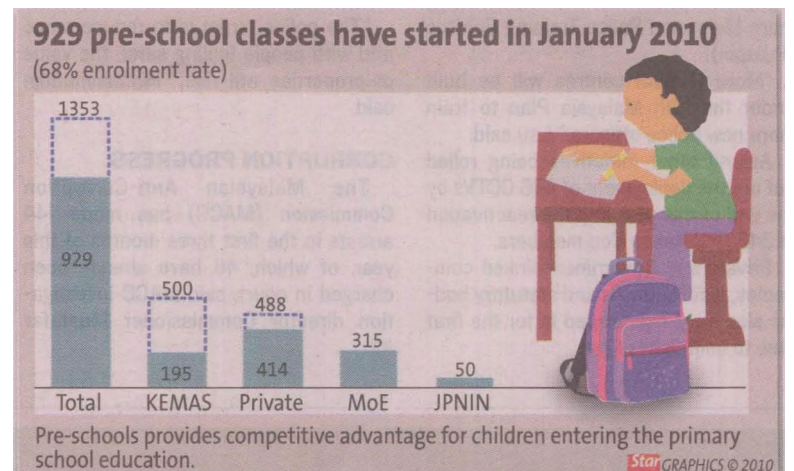 929 pre-school classes have started in January 2010
(68% enrolment rate)
1353
929
500
195
488
414
315
50
Total KEMAS Private MoE JPNIN
Pre-schools provides competitive advantage for children entering the primary
school education.
Star GRAPHICS © 2010